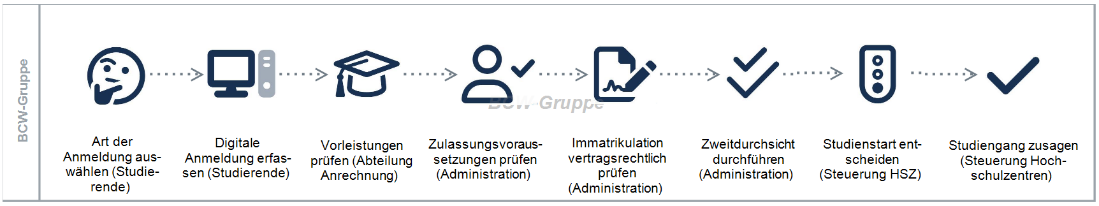 BCW-Gruppe
BCW-Gruppe
Art der
Anmeldung aus-
wählen (Studie-
rende)
Digitale
Anmeldung erfas-
sen (Studierende)
Vorleistungen
prüfen (Abteilung
Anrechnung)
Zulassungsvoraus-
setzungen prüfen
(Administration)
Immatrikulation
vertragsrechtlich
prüfen
(Administration)
Zweitdurchsicht
durchführen
(Administration)
Studienstart ent-
scheiden
(Steuerung HSZ)
Studiengang zusagen
(Steuerung Hoch-
schulzentren)